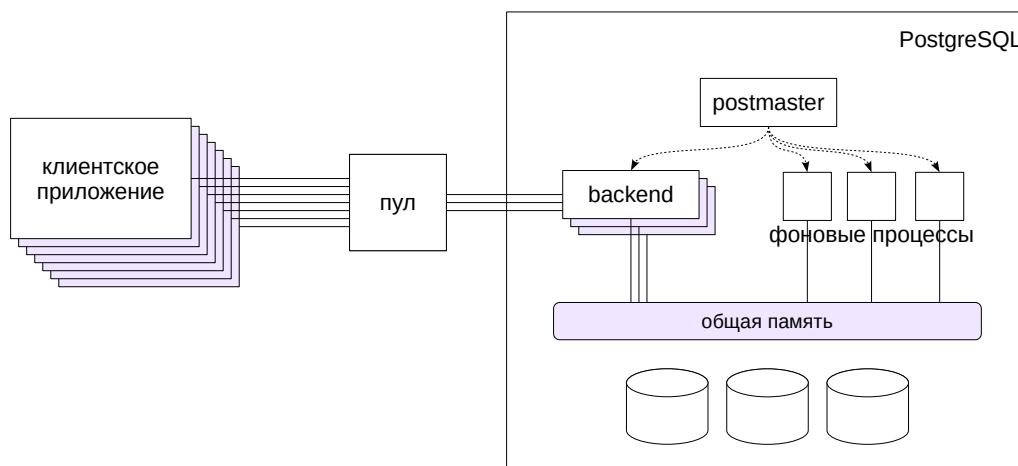 PostgreSQL
postmaster
клиентское
приложение
пул
backend
фоновые процессы
общая память